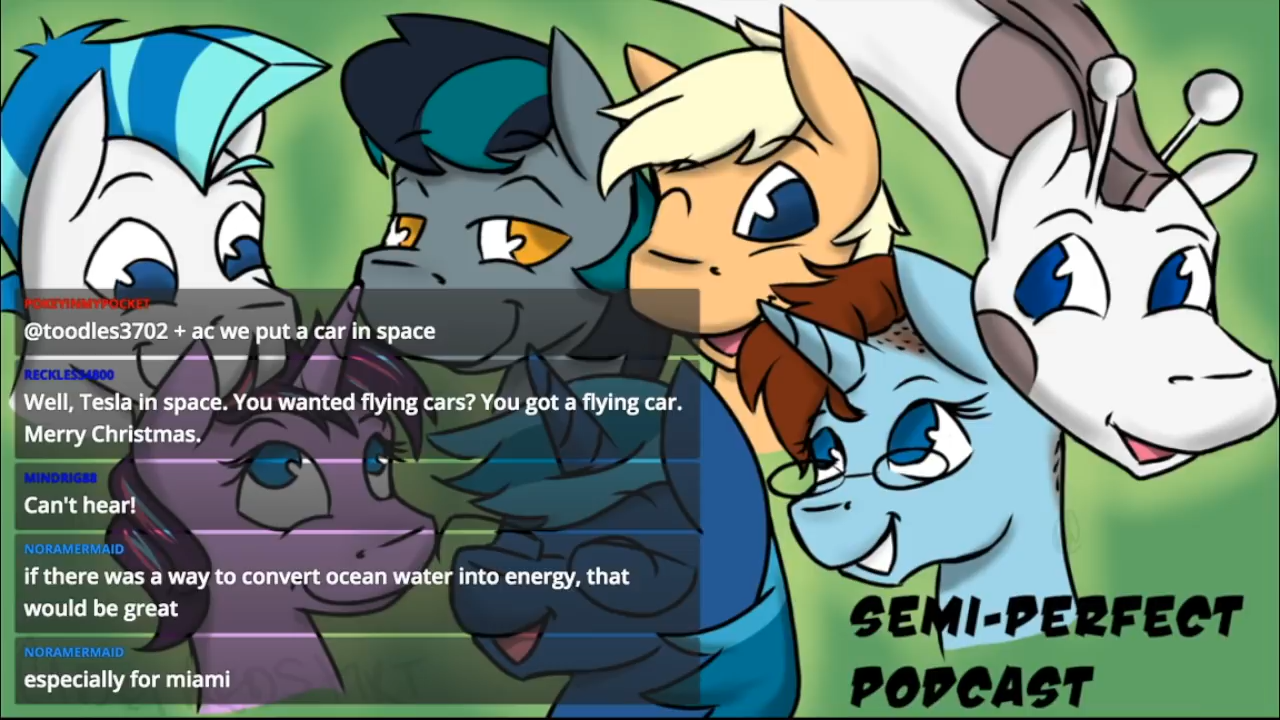 POKEYINMYPOCKET
@toodles3702 + ac we put a car in space
RECKLES34800
Well, Tesla in space. You wanted flying cars? You got a flying car.
Merry Christmas.
MINDRIG88
Can't hear!
NORAMERMAID
if there was a way to convert ocean water into energy, that
would be great
NORAMERMAID
especially for miami
SEMI-PERFECT
PODCAST